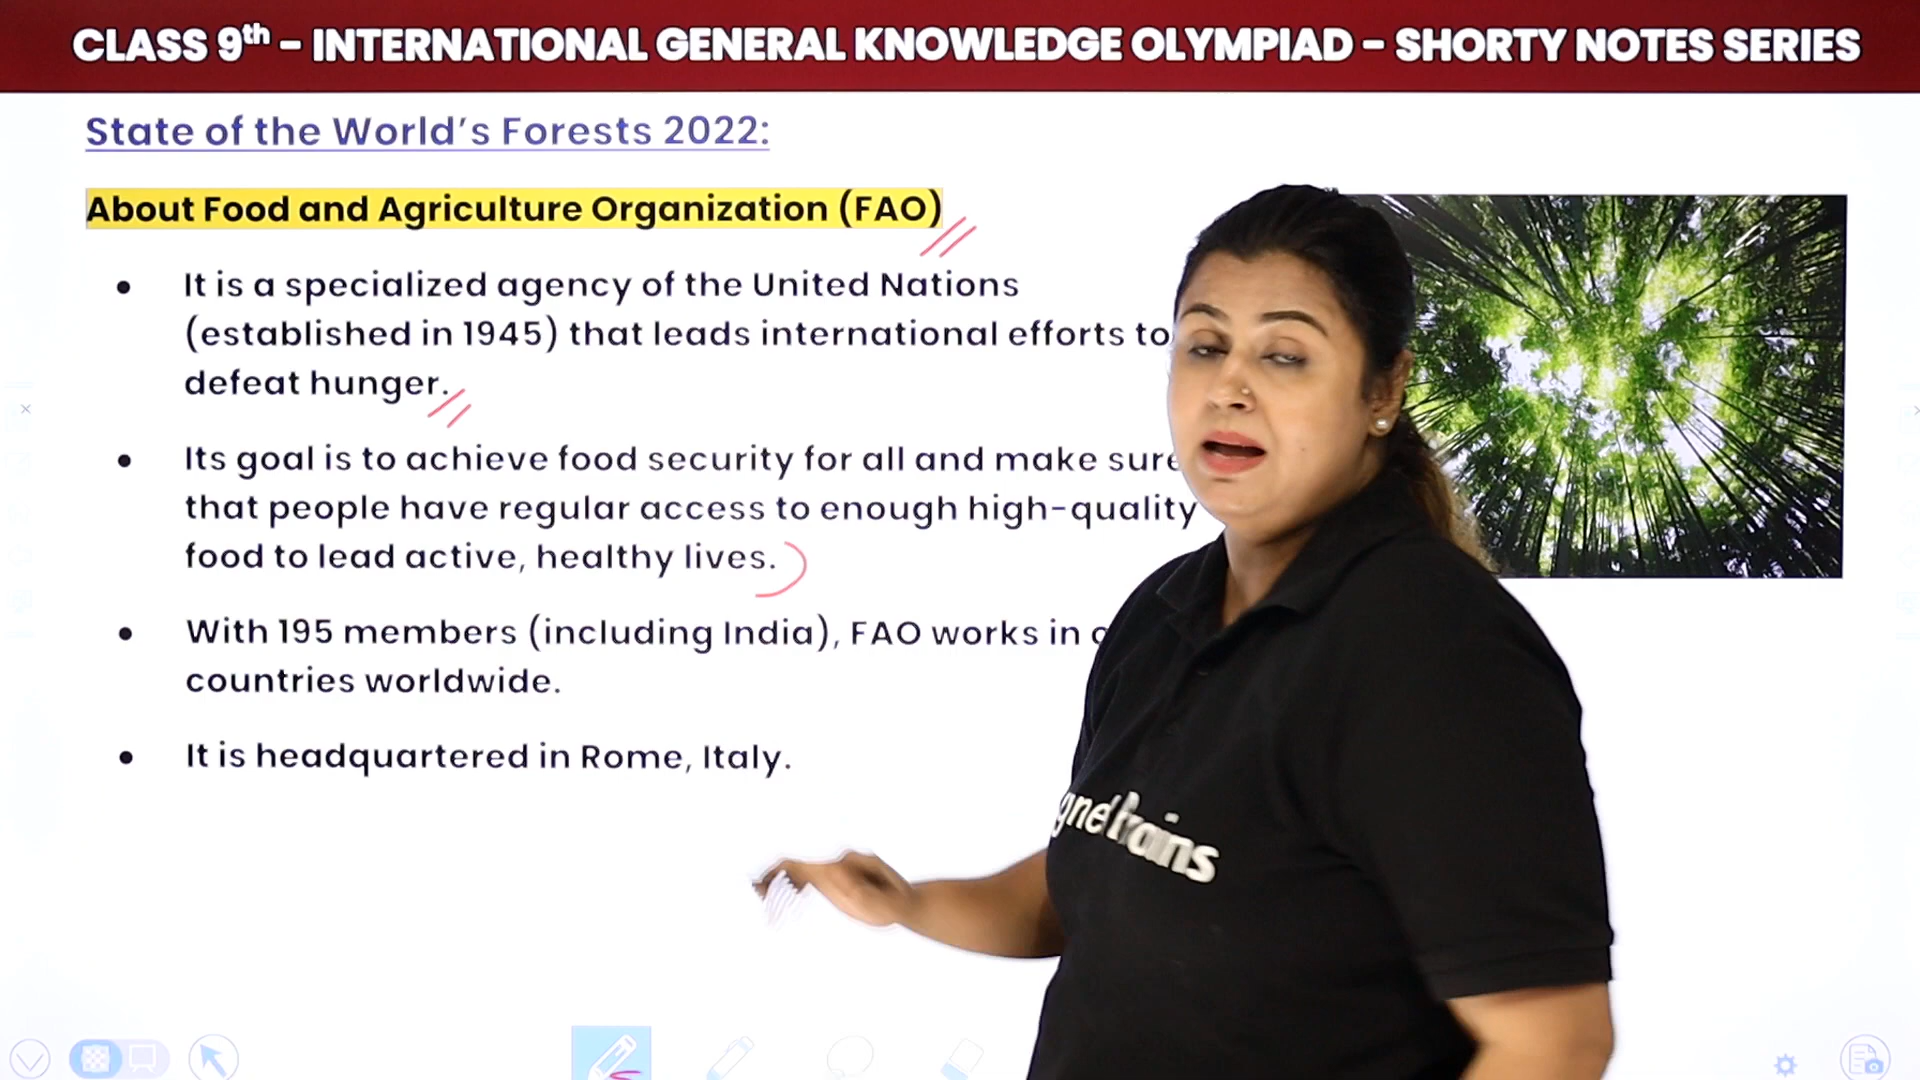 CLASS 9th – INTERNATIONAL GENERAL KNOWLEDGE OLYMPIAD – SHORTY NOTES SERIES
State of the World's Forests 2022:
About Food and Agriculture Organization (FAO)
• It is a specialized agency of the United Nations
(established in 1945) that leads international efforts to
defeat hunger.
• Its goal is to achieve food security for all and make sure
that people have regular access to enough high-quality
food to lead active, healthy lives.
• With 195 members (including India), FAO works in
countries worldwide.
• It is headquartered in Rome, Italy.
Brains